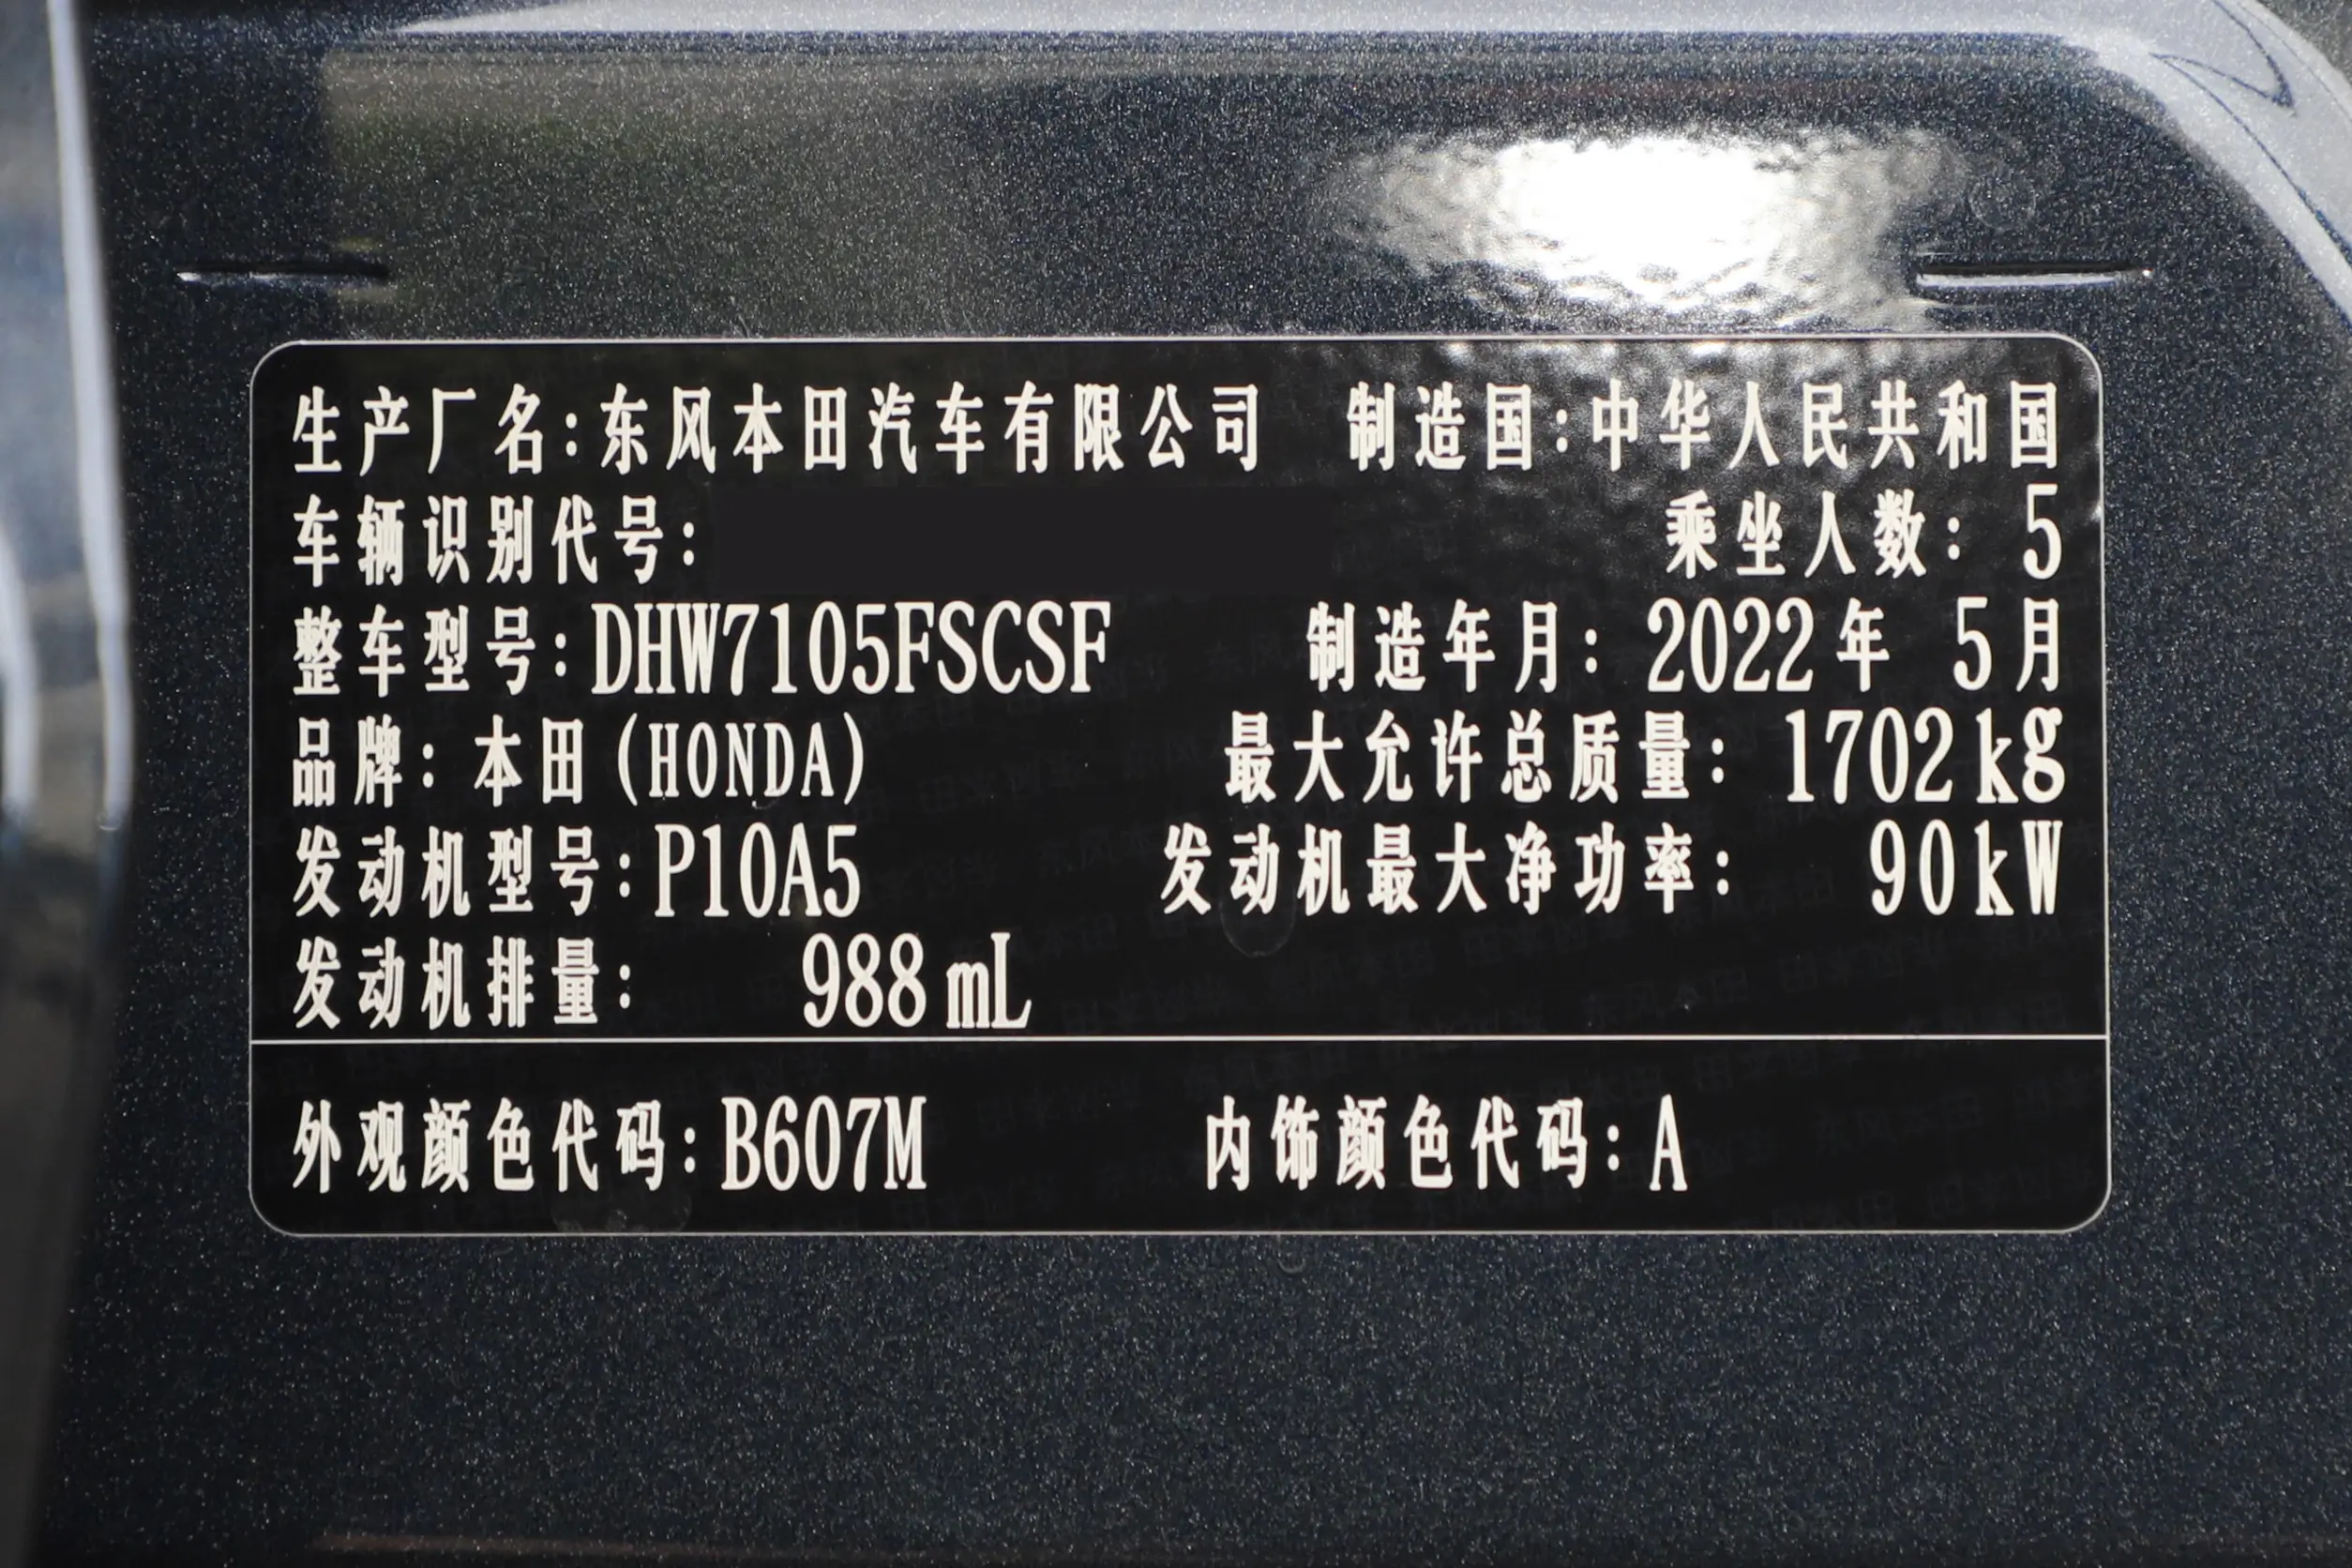 生产厂名:东风本田汽车有限公司 制造国:中华人民共和国
车辆识别代号: 乘坐人数: 5
整车型号:DHW7105FSCSF 制造年月: 2022年 5月
品牌: 本田(HONDA) 最大允许总质量: 1702kg
发动机型号:P10A5 发动机最大净功率: 90kW
发动机排量: 988mL
外观颜色代码:B607M 内饰颜色代码:A